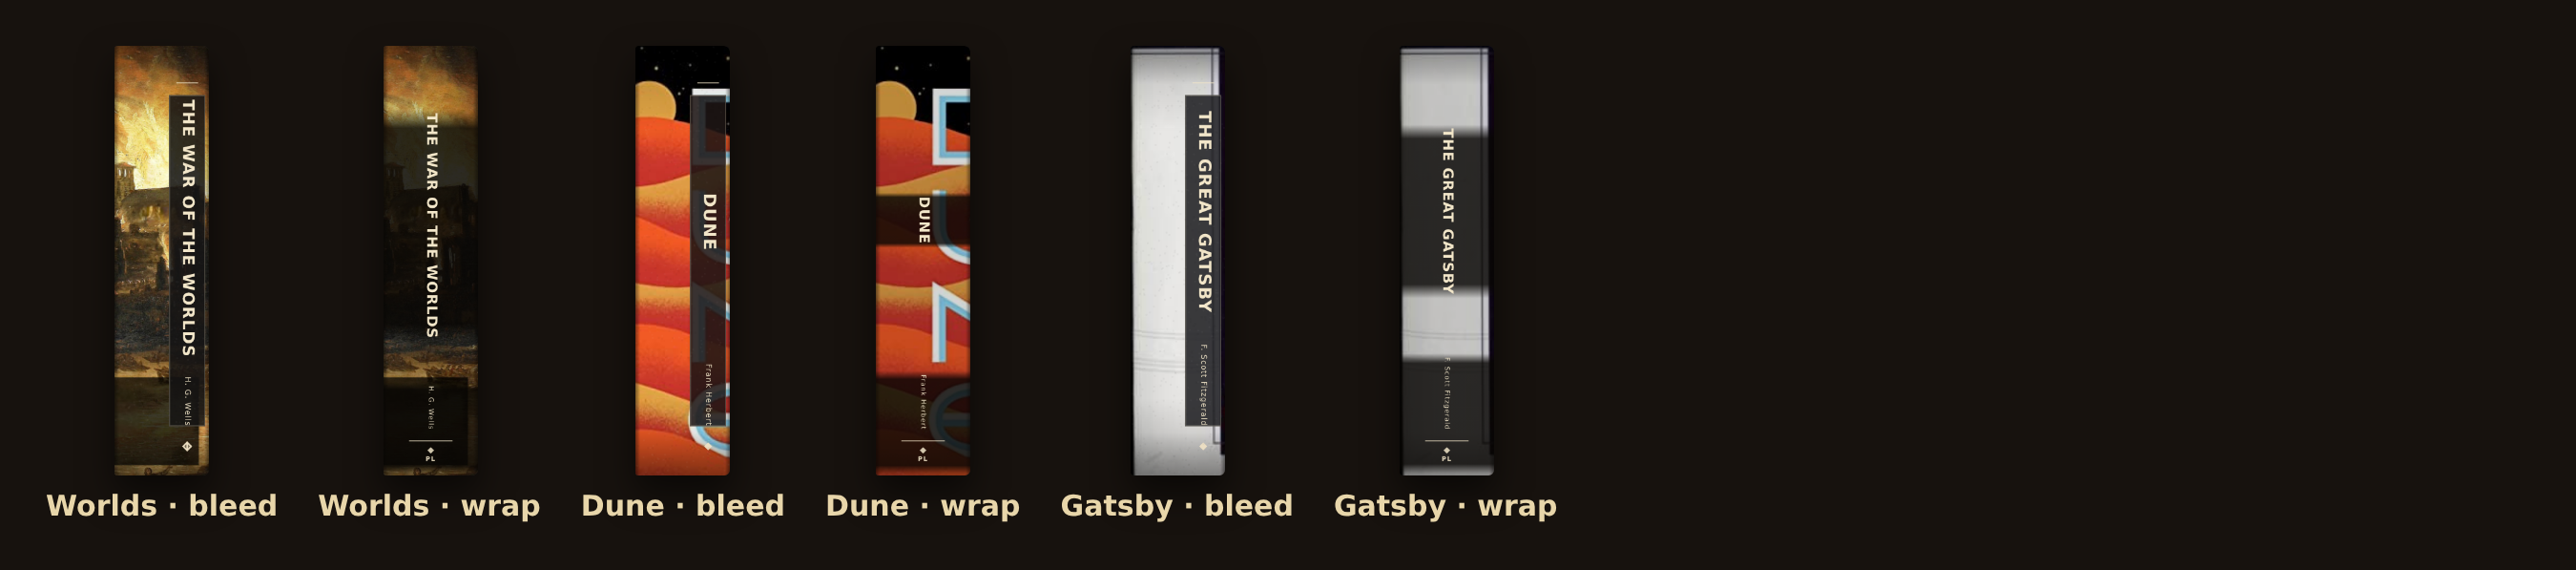 THE WAR OF THE WORLDS
H. G. Wells
THE WAR OF THE WORLDS
H. G. Wells
PL
DUNE
Frank Herbert
DUNE
Frank Herbert
PL
THE GREAT GATSBY
F. Scott Fitzgerald
THE GREAT GATSBY
F. Scott Fitzgerald
PL
Worlds · bleed
Worlds · wrap
Dune · bleed
Dune · wrap
Gatsby · bleed
Gatsby · wrap